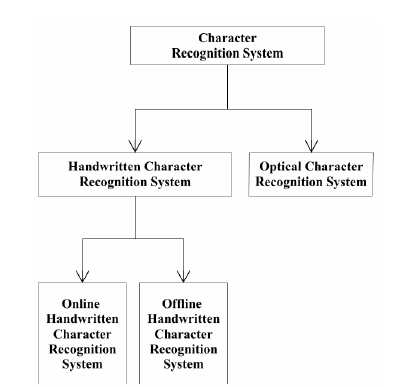 Character
Recognition System
Handwritten Character
Recognition System
Optical Character
Recognition System
Online
Handwritten
Character
Recognition
System
Offline
Handwritten
Character
Recognition
System